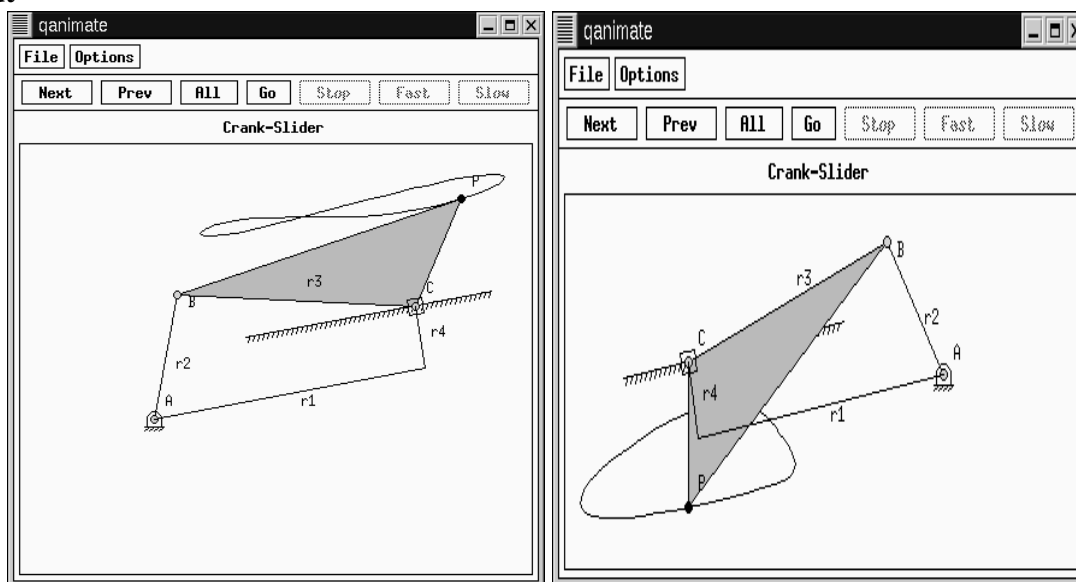 qanimate
File Options
Next Prev All Go Stop Fast Slow
Crank-Slider
P
r3
B
C
r4
r2
A
r1
qanimate
File Options
Next Prev All Go Stop Fast Slow
Crank-Slider
B
r3
r2
C
A
r4
r1
P